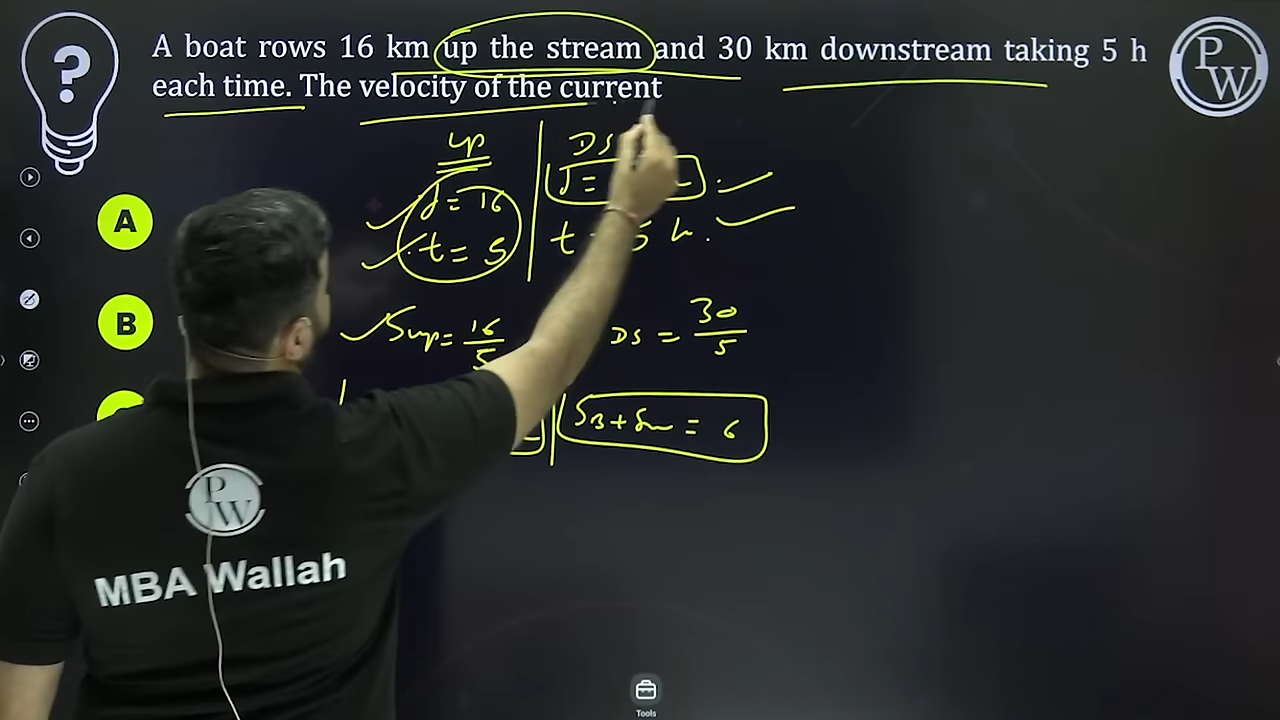 A boat rows 16 km up the stream and 30 km downstream taking 5 h
each time. The velocity of the current
P
W
up
DS
d = 16
d =
t = 5
t = 5 h.
A
B
Sup = 16/5
DS = 30/5
SB + Sw = 6
P
W
MBA Wallah
Tools